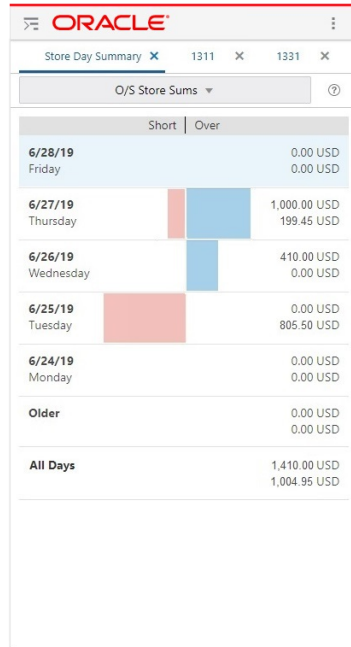 ORACLE®
Store Day Summary × 1311 × 1331 ×
O/S Store Sums ▼ ?
Short | Over
6/28/19 0.00 USD
Friday 0.00 USD
6/27/19 1,000.00 USD
Thursday 199.45 USD
6/26/19 410.00 USD
Wednesday 0.00 USD
6/25/19 0.00 USD
Tuesday 805.50 USD
6/24/19 0.00 USD
Monday 0.00 USD
Older 0.00 USD
0.00 USD
All Days 1,410.00 USD
1,004.95 USD